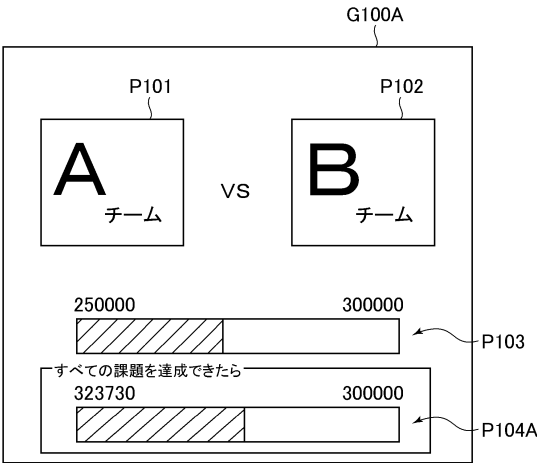 G100A
P101
P102
A
チーム
VS
B
チーム
250000
300000
P103
すべての課題を達成できたら
323730
300000
P104A